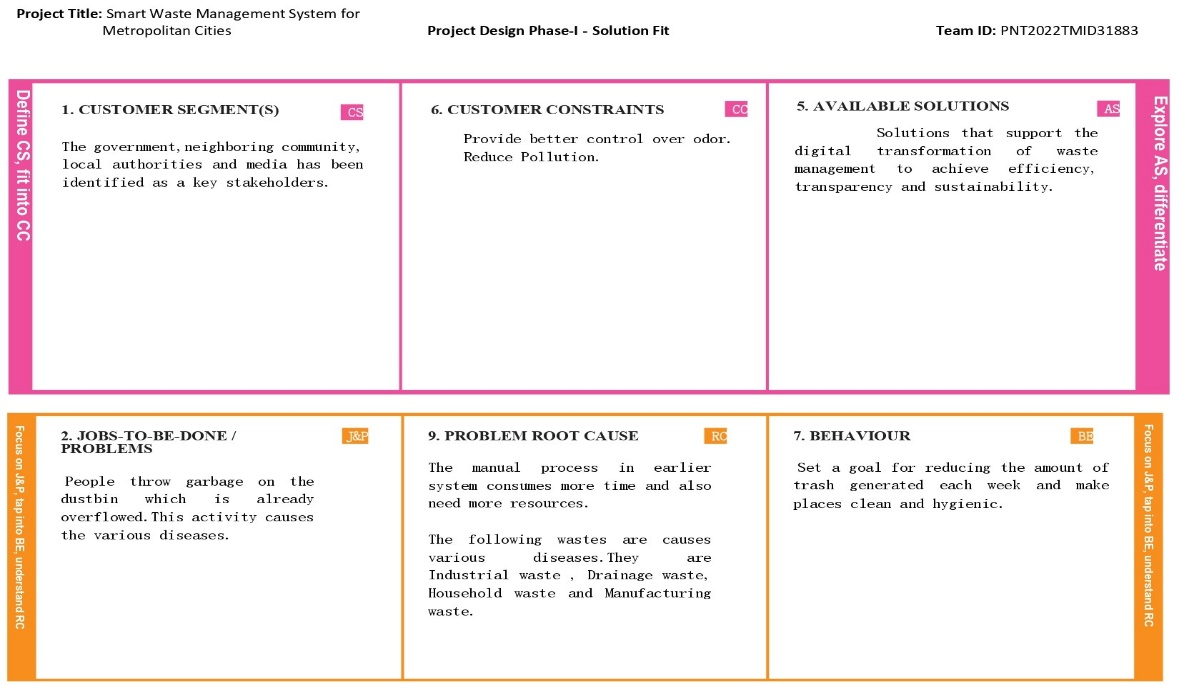 Project Title: Smart Waste Management System for
Metropolitan Cities
Project Design Phase-I - Solution Fit
Team ID: PNT2022TMID31883
Define CS, fit into CC
1. CUSTOMER SEGMENT(S)
CS
The government, neighboring community,
local authorities and media has been
identified as a key stakeholders.
6. CUSTOMER CONSTRAINTS
CC
Provide better control over odor.
Reduce Pollution.
5. AVAILABLE SOLUTIONS
AS
Solutions that support the
digital transformation of waste
management to achieve efficiency,
transparency and sustainability.
Explore AS, differentiate
Focus on J&P, tap into BE, understand RC
2. JOBS-TO-BE-DONE /
PROBLEMS
J&P
People throw garbage on the
dustbin which is already
overflowed. This activity causes
the various diseases.
9. PROBLEM ROOT CAUSE
RC
The manual process in earlier
system consumes more time and also
need more resources.
The following wastes are causes
various diseases. They are
Industrial waste , Drainage waste,
Household waste and Manufacturing
waste.
7. BEHAVIOUR
BE
Set a goal for reducing the amount of
trash generated each week and make
places clean and hygienic.
Focus on J&P, tap into BE, understand RC